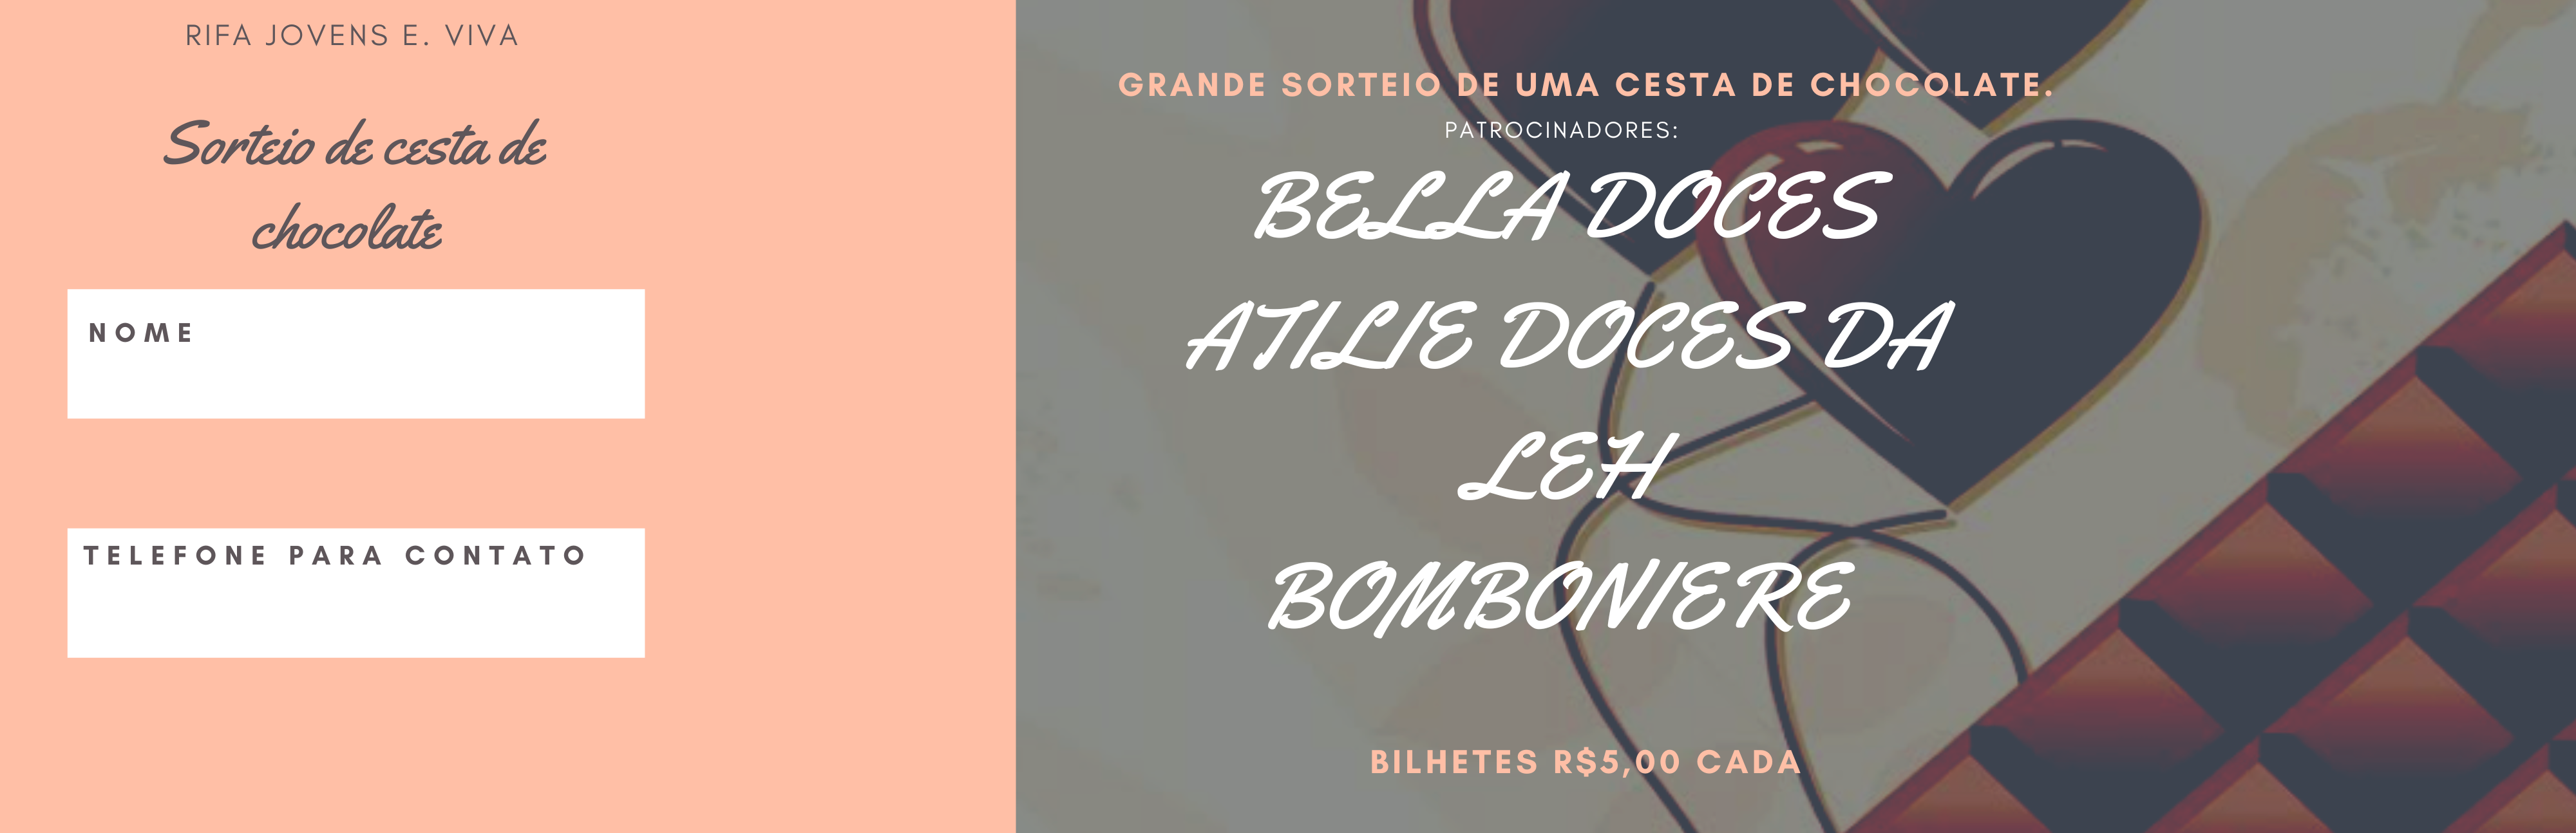 RIFA JOVENS E. VIVA
Sorteio de cesta de
chocolate
NOME
TELEFONE PARA CONTATO
GRANDE SORTEIO DE UMA CESTA DE CHOCOLATE.
PATROCINADORES:
BELLA DOCES
ATILIE DOCES DA
LEH
BOMBONIERE
BILHETES R$5,00 CADA